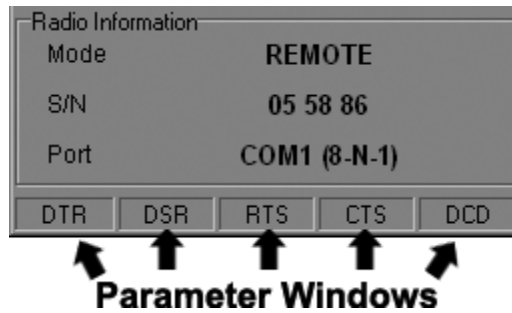 Radio Information
Mode REMOTE
S/N 05 58 86
Port COM1 (8-N-1)
DTR DSR RTS CTS DCD
Parameter Windows